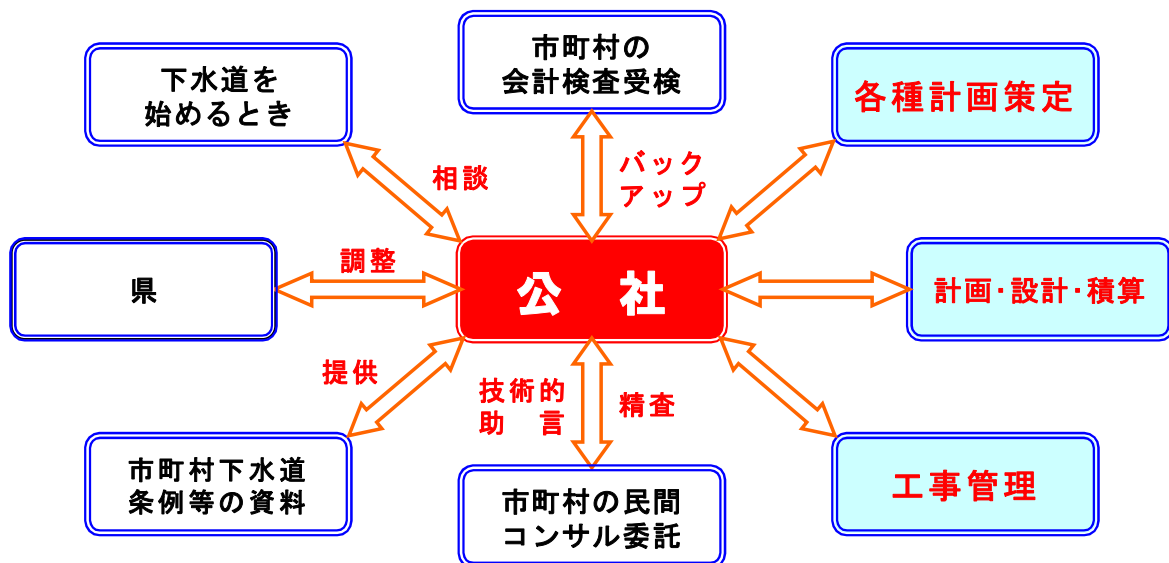 下水道を
始めるとき
市町村の
会計検査受検
各種計画策定
相談
バック
アップ
県
調整
公社
計画・設計・積算
提供
技術的
助言
精査
市町村下水道
条例等の資料
市町村の民間
コンサル委託
工事管理